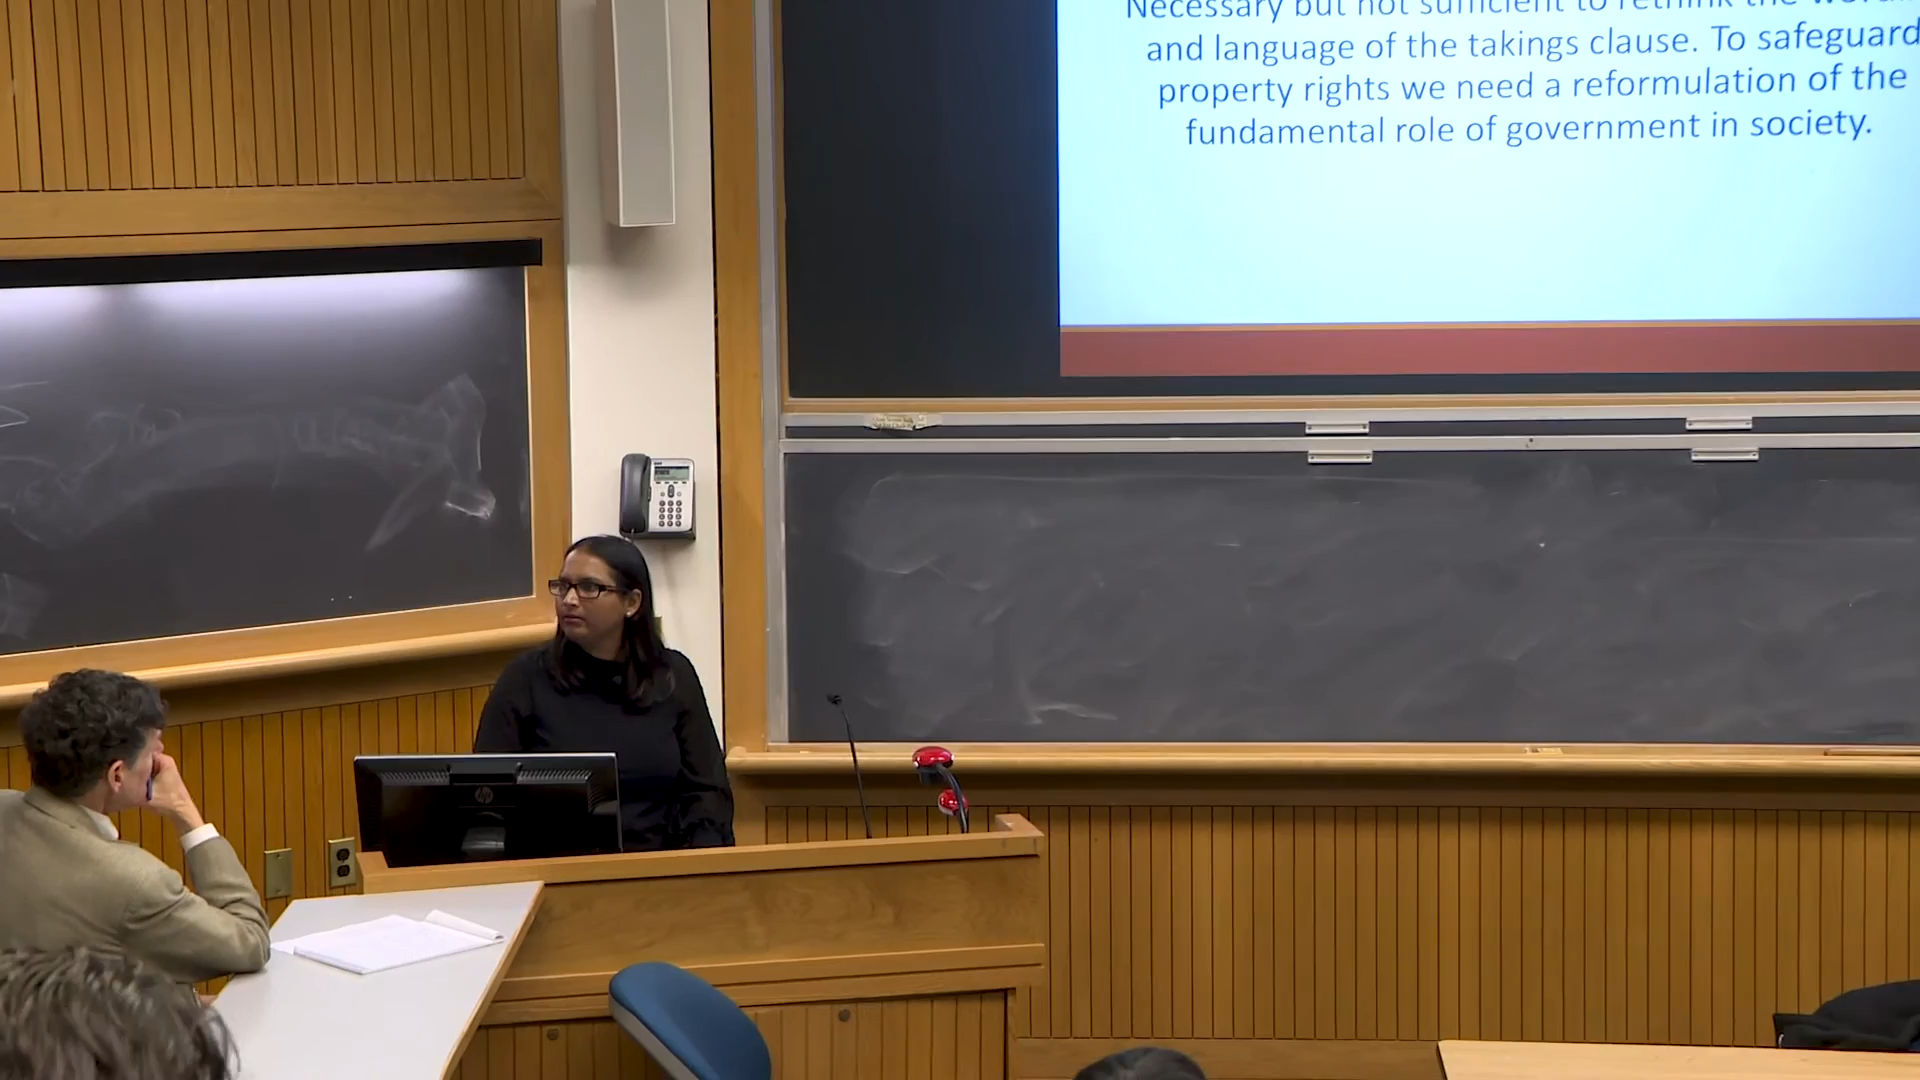 Necessary but not sufficient to rethink the
and language of the takings clause. To safeguard
property rights we need a reformulation of the
fundamental role of government in society.
hp